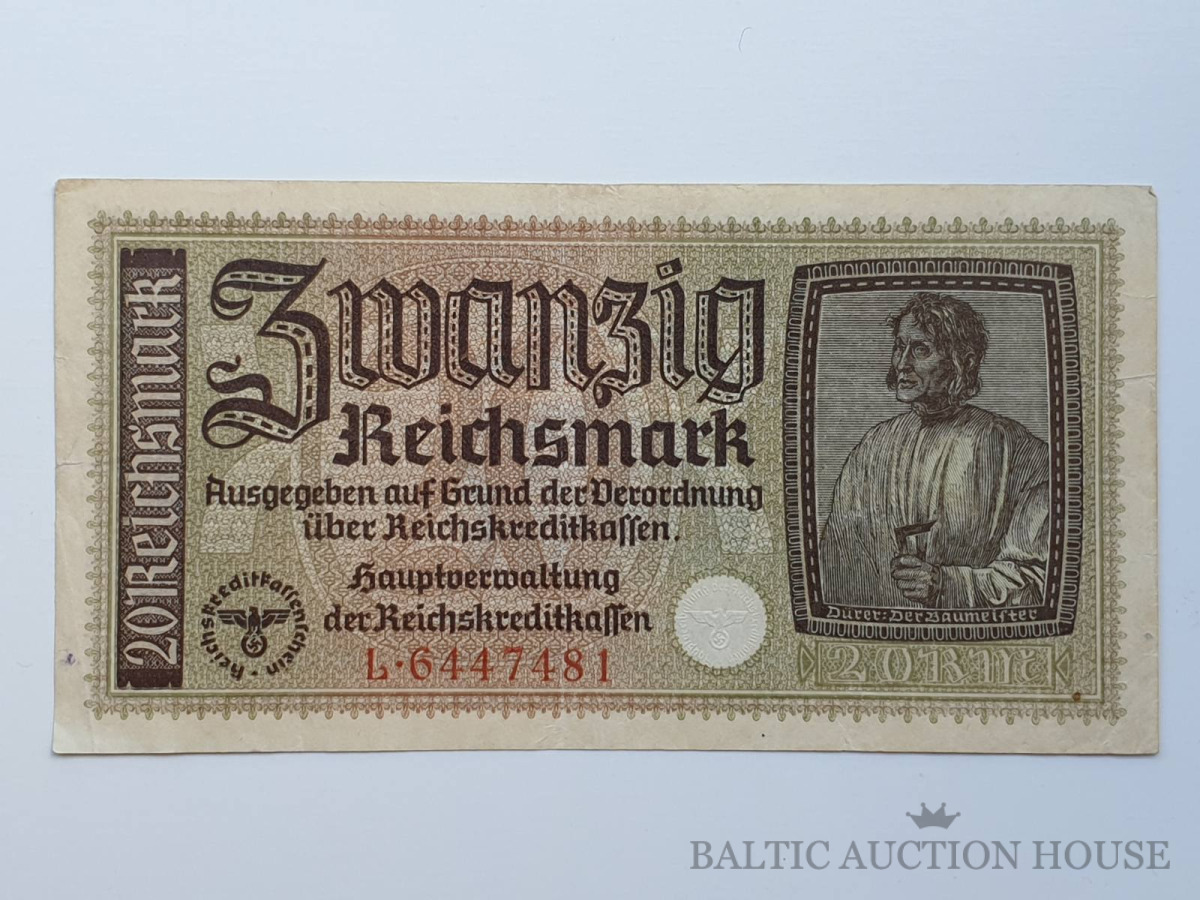 20 Reichsmark
Zwanzig
Reichsmark
Ausgegeben auf Grund der Verordnung
über Reichskreditkassen.
Hauptverwaltung
der Reichskreditkassen
L·6447481
Reichskreditkassenschein
Dürer: Der Baumeister
20 RMk
BALTIC AUCTION HOUSE